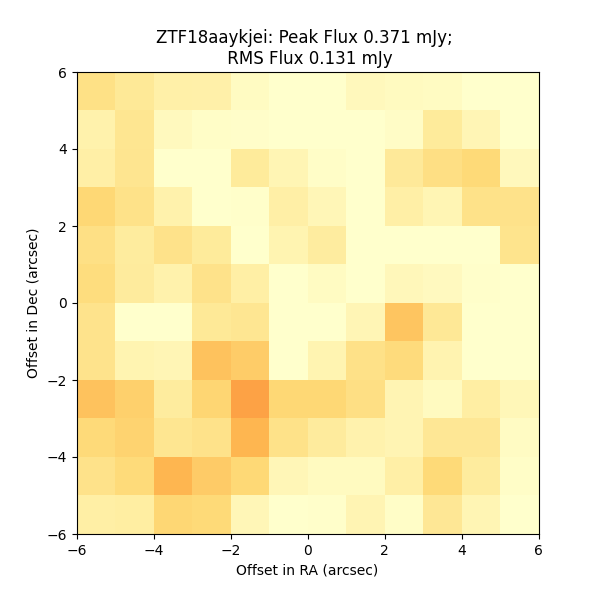 ZTF18aaykjei: Peak Flux 0.371 mJy;
RMS Flux 0.131 mJy
6
4
2
0
−2
−4
−6
Offset in Dec (arcsec)
−6 −4 −2 0 2 4 6
Offset in RA (arcsec)